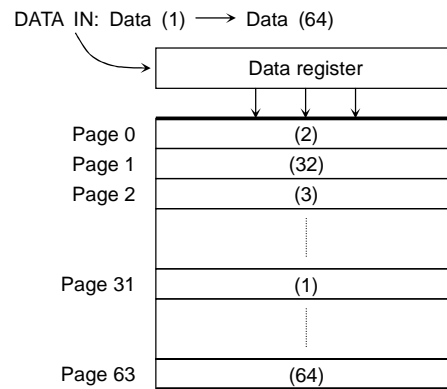 DATA IN: Data (1) → Data (64)
Data register
Page 0 (2)
Page 1 (32)
Page 2 (3)
Page 31 (1)
Page 63 (64)